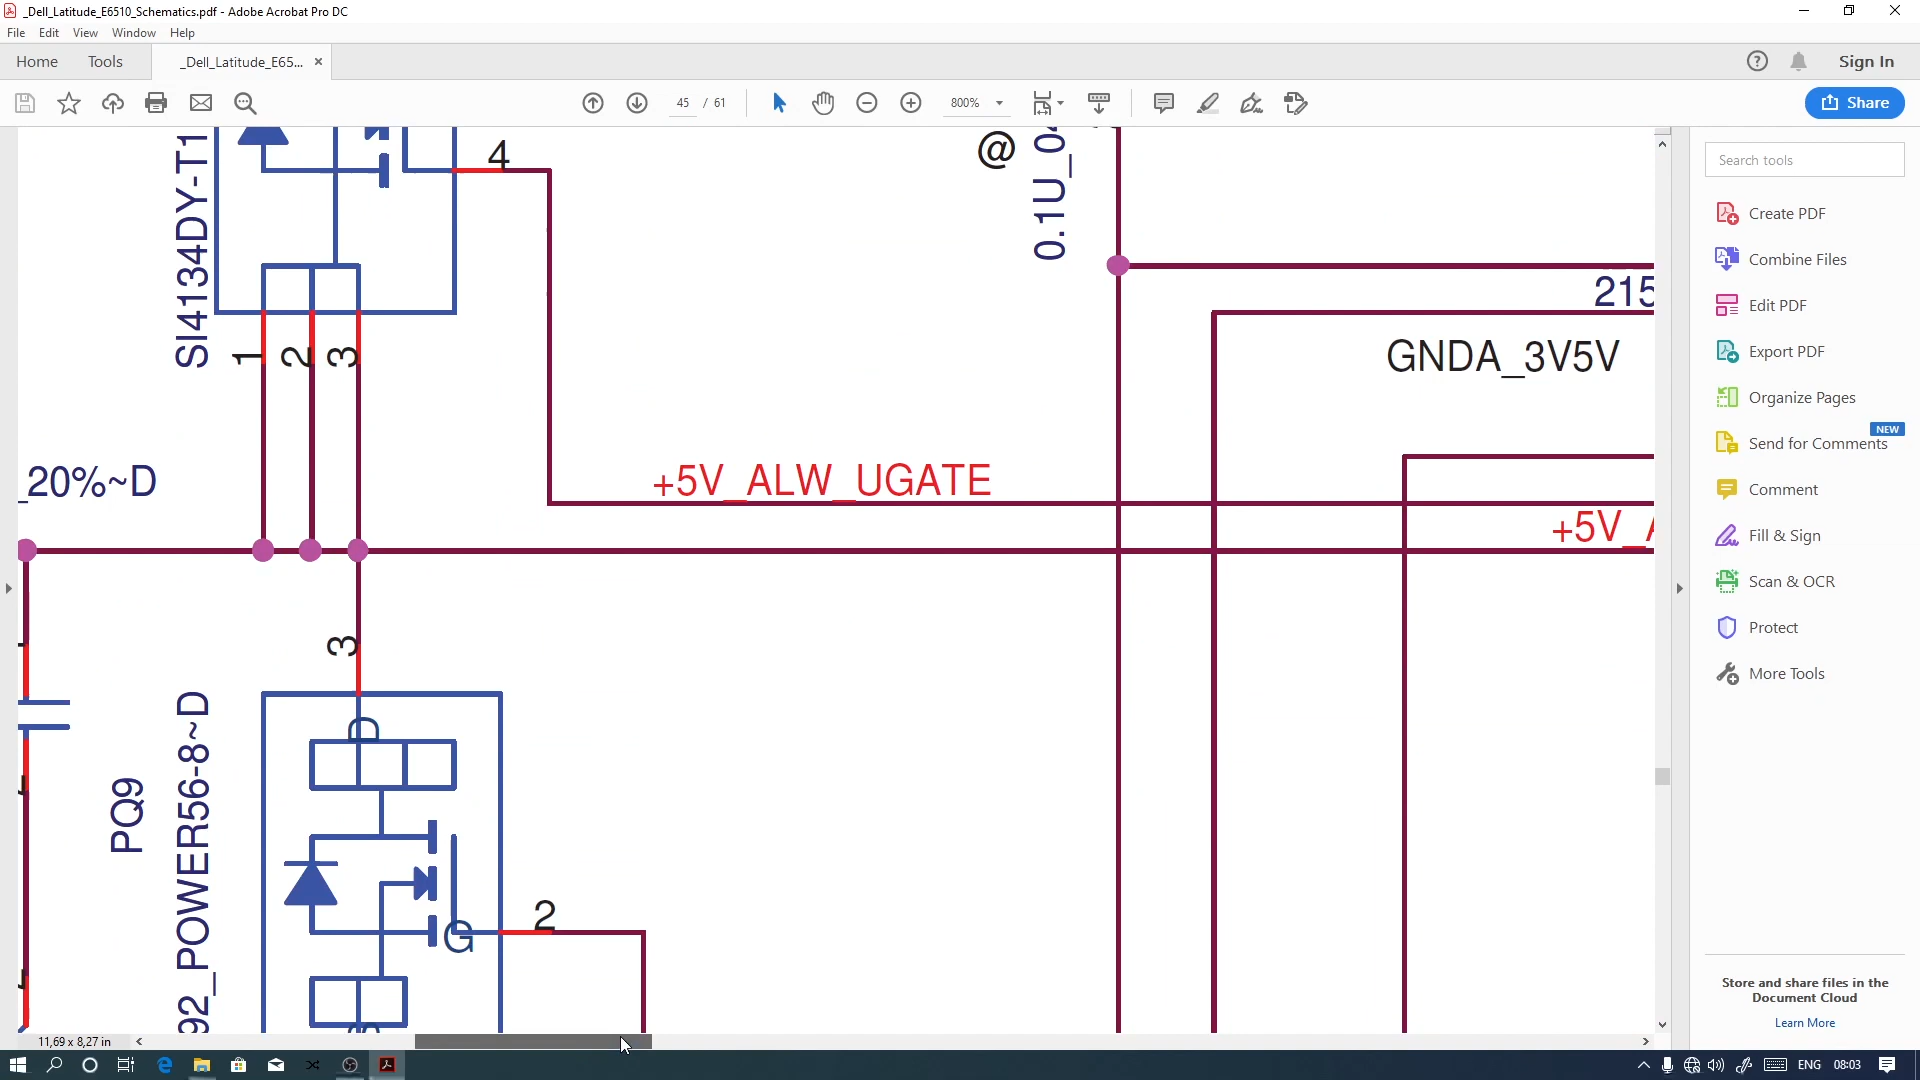 _Dell_Latitude_E6510_Schematics.pdf - Adobe Acrobat Pro DC
File Edit View Window Help
Home Tools _Dell_Latitude_E65... × Sign In
45 / 61 800% Share
SI4134DY-T1
4
@
0.1U_0
1 2 3
215
GNDA_3V5V
_20%~D
+5V_ALW_UGATE
+5V_A
3
D
PQ9
92_POWER56-8~D
G
2
S
Search tools
Create PDF
Combine Files
Edit PDF
Export PDF
Organize Pages
NEW
Send for Comments
Comment
Fill & Sign
Scan & OCR
Protect
More Tools
Store and share files in the
Document Cloud
Learn More
11,69 x 8,27 in
ENG 08:03